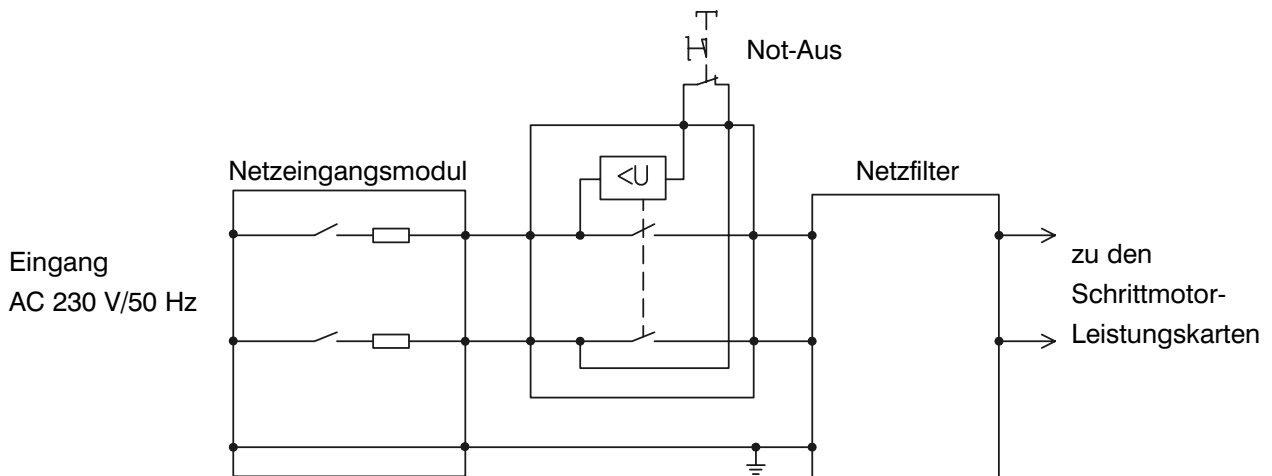 Not-Aus
Netzeingangsmodul
<U
Netzfilter
Eingang
AC 230 V/50 Hz
zu den
Schrittmotor-
Leistungskarten